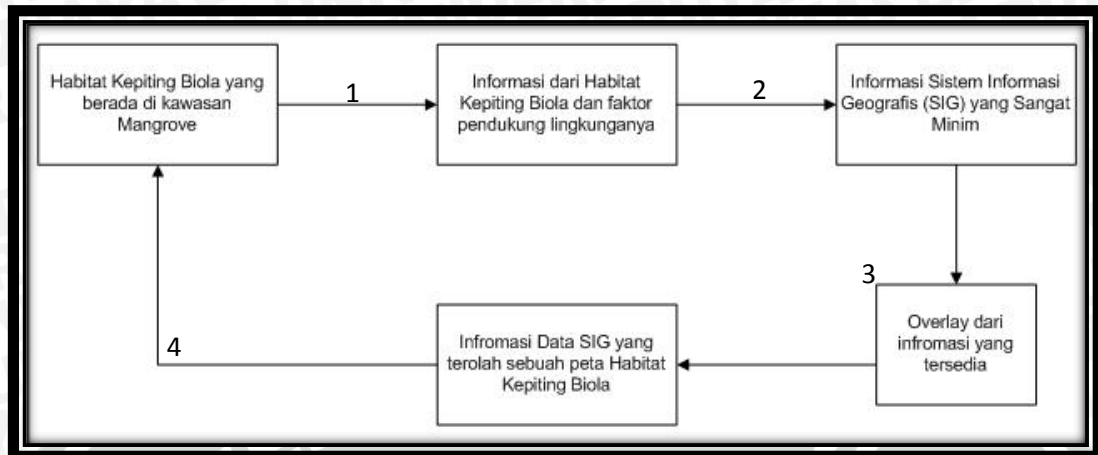 Habitat Kepiting Biola yang
berada di kawasan
Mangrove
1
Informasi dari Habitat
Kepiting Biola dan faktor
pendukung lingkunganya
2
Informasi Sistem Informasi
Geografis (SIG) yang Sangat
Minim
3
Overlay dari
infromasi yang
tersedia
Infromasi Data SIG yang
terolah sebuah peta Habitat
Kepiting Biola
4